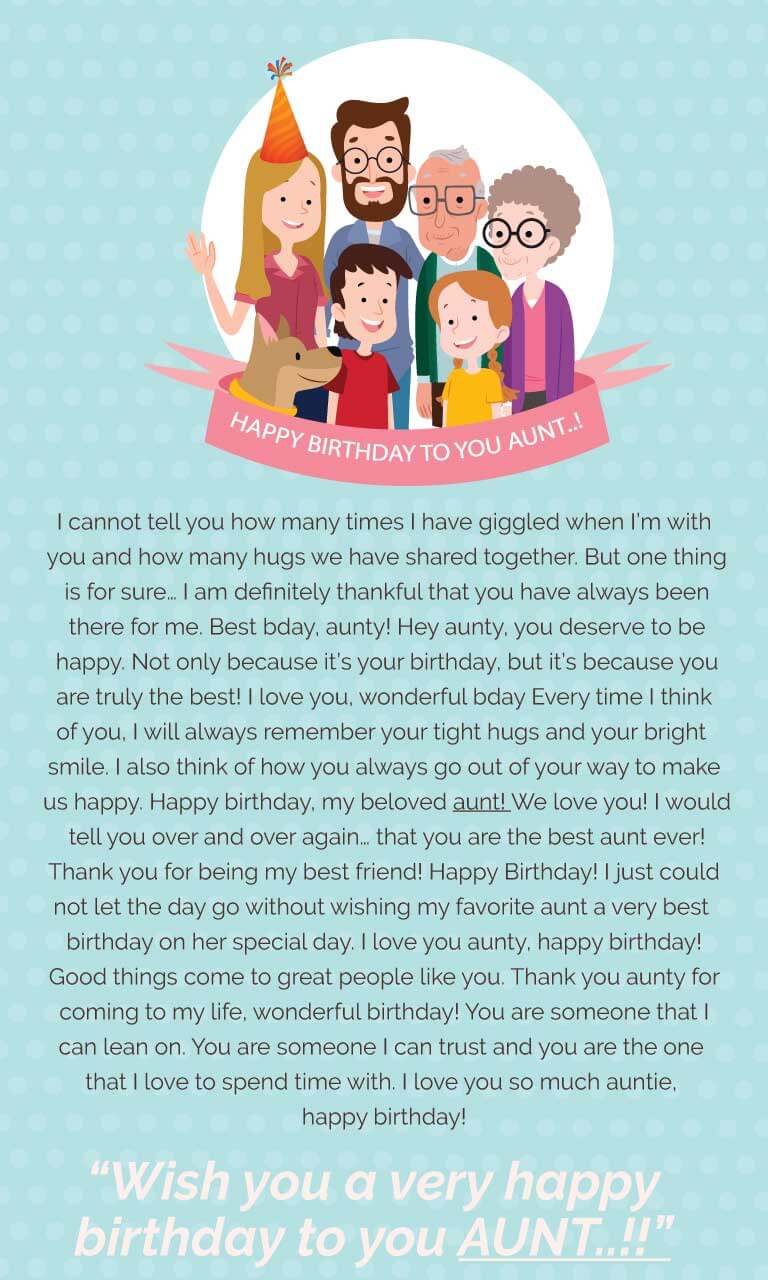 HAPPY BIRTHDAY TO YOU AUNT..!
I cannot tell you how many times I have giggled when I'm with
you and how many hugs we have shared together. But one thing
is for sure... I am definitely thankful that you have always been
there for me. Best bday, aunty! Hey aunty, you deserve to be
happy. Not only because it's your birthday, but it's because you
are truly the best! I love you, wonderful bday Every time I think
of you, I will always remember your tight hugs and your bright
smile. I also think of how you always go out of your way to make
us happy. Happy birthday, my beloved aunt! We love you! I would
tell you over and over again... that you are the best aunt ever!
Thank you for being my best friend! Happy Birthday! I just could
not let the day go without wishing my favorite aunt a very best
birthday on her special day. I love you aunty, happy birthday!
Good things come to great people like you. Thank you aunty for
coming to my life, wonderful birthday! You are someone that I
can lean on. You are someone I can trust and you are the one
that I love to spend time with. I love you so much auntie,
happy birthday!
“Wish you a very happy
birthday to you AUNT..!!”